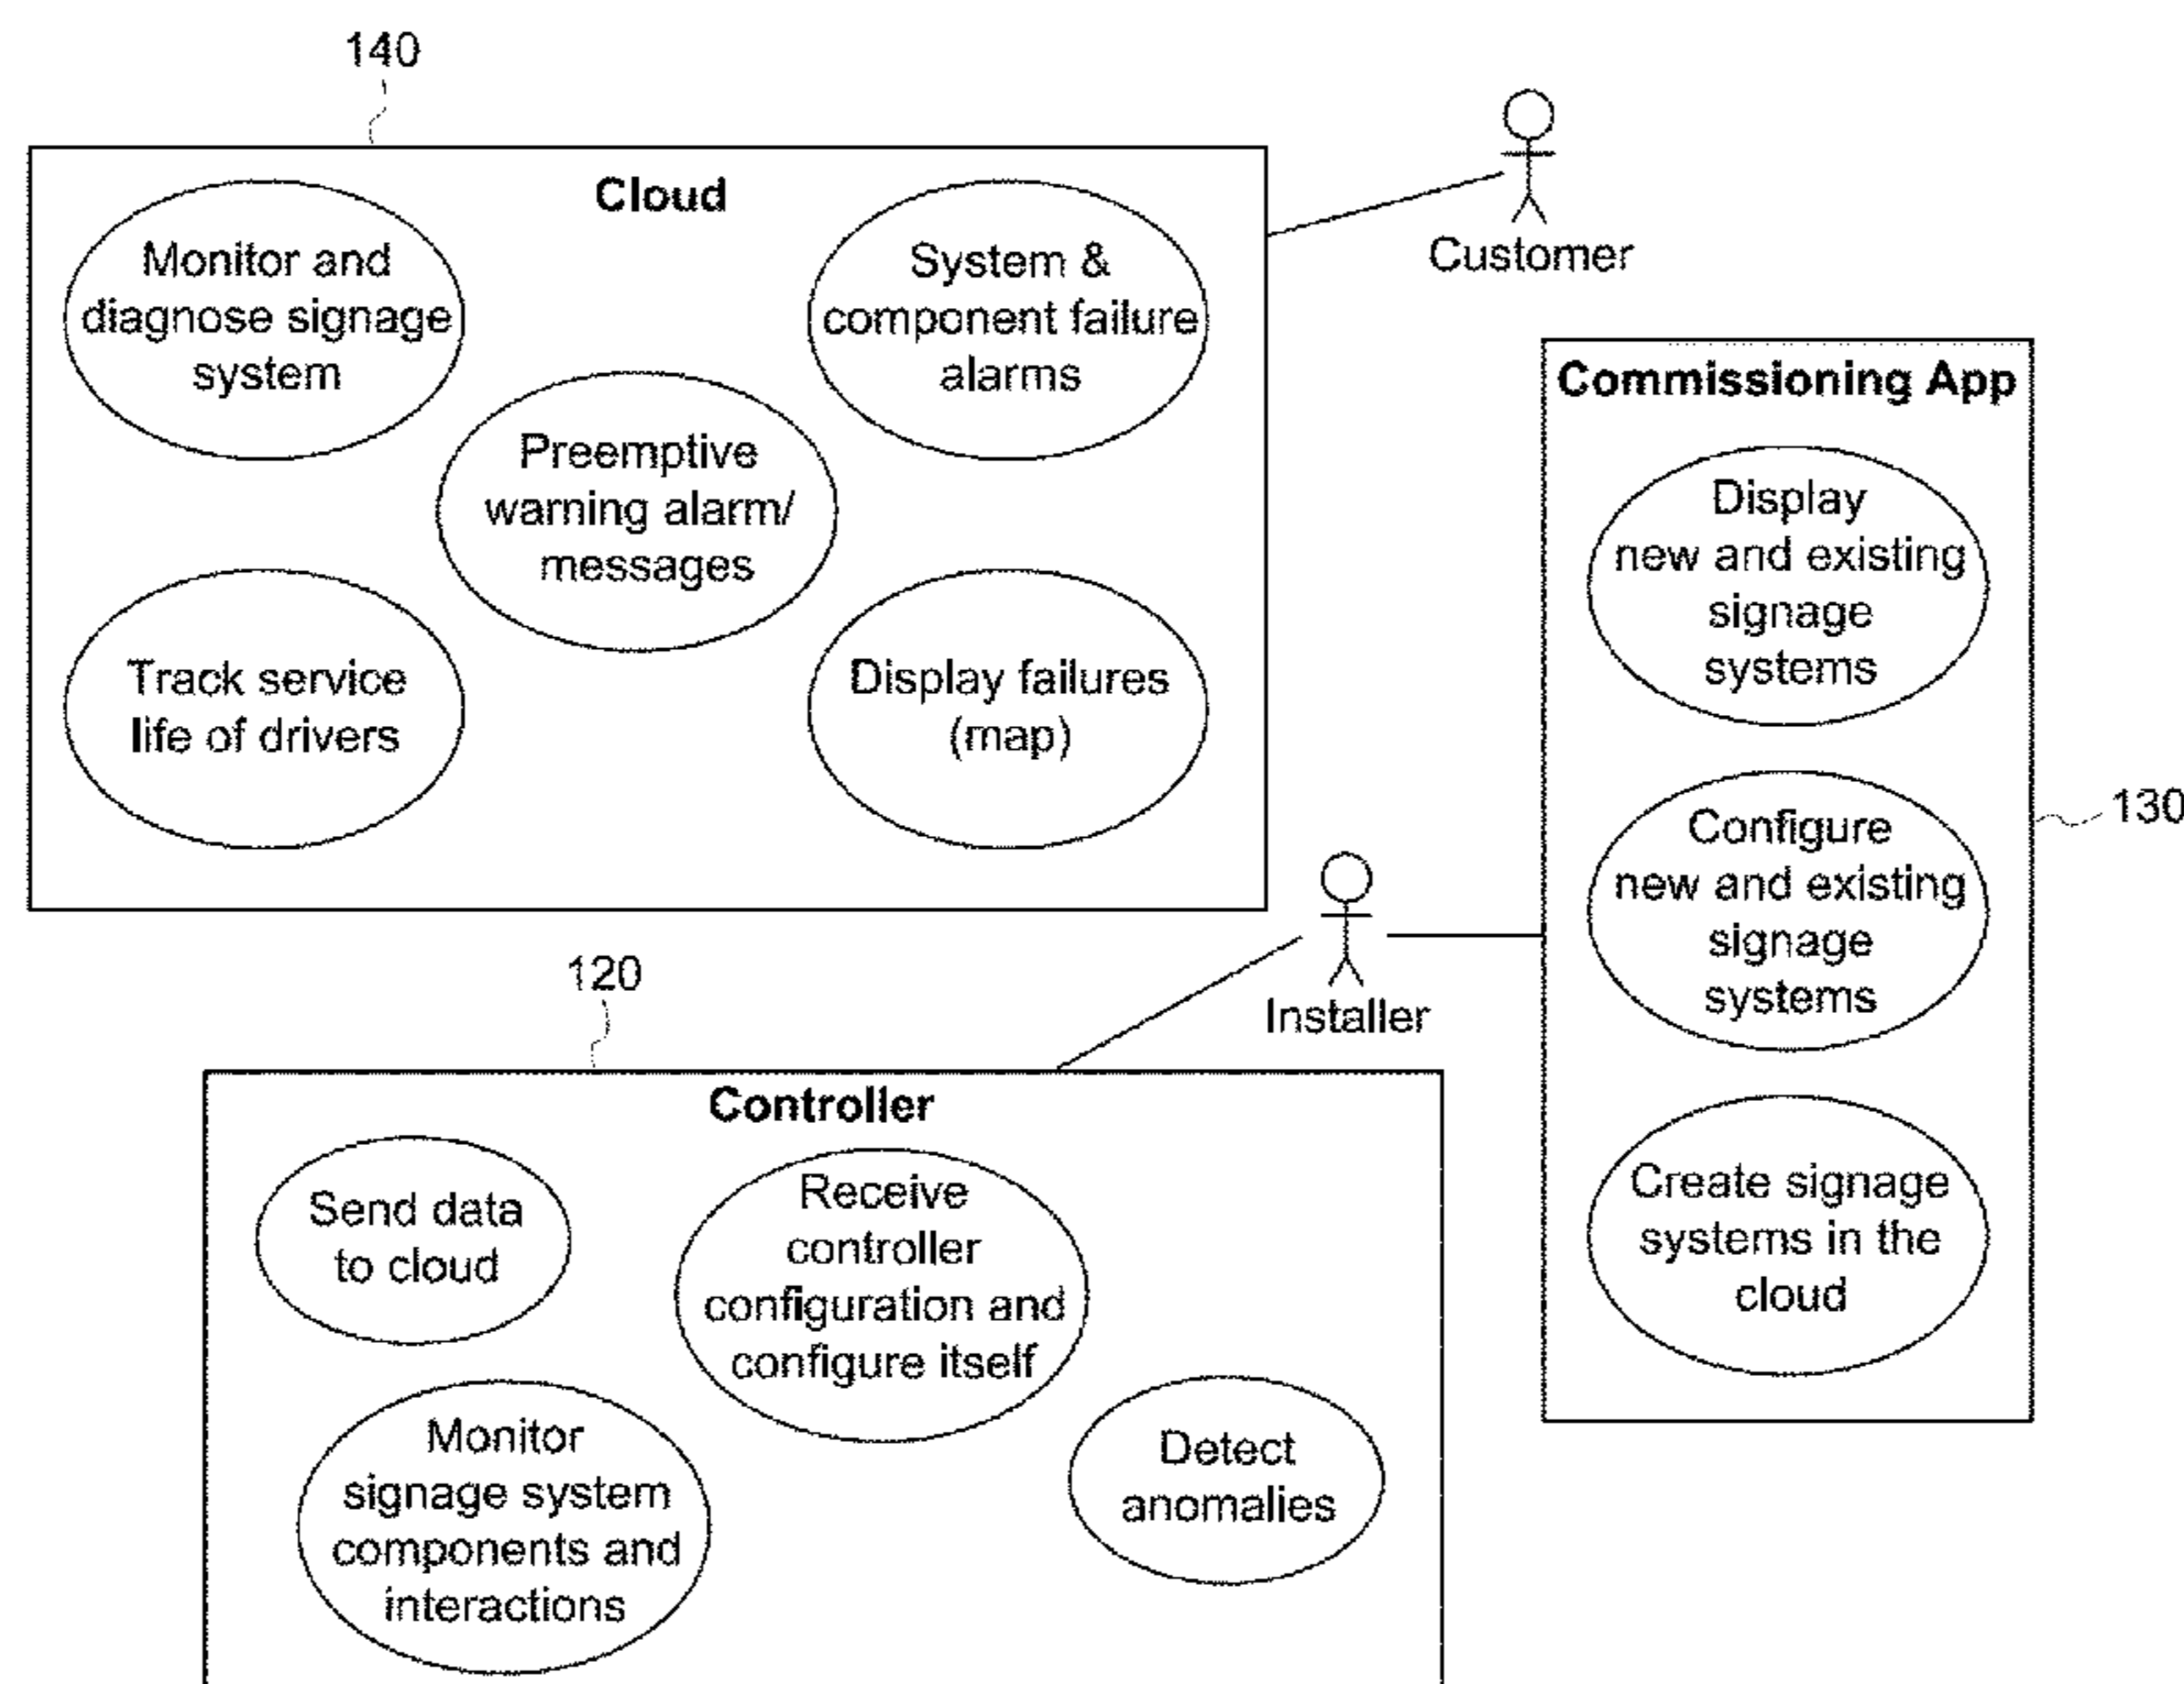 140
Cloud
Monitor and
diagnose signage
system
System &
component failure
alarms
Preemptive
warning alarm/
messages
Track service
life of drivers
Display failures
(map)
Customer
Commissioning App
Display
new and existing
signage
systems
Configure
new and existing
signage
systems
Create signage
systems in the
cloud
130
Installer
120
Controller
Send data
to cloud
Receive
controller
configuration and
configure itself
Monitor
signage system
components and
interactions
Detect
anomalies